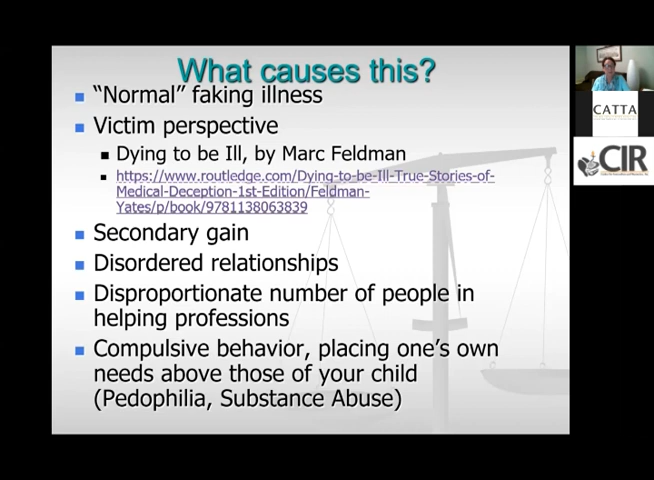 What causes this?
“Normal” faking illness
Victim perspective
Dying to be Ill, by Marc Feldman
https://www.routledge.com/Dying-to-be-Ill-True-Stories-of-
Medical-Deception-1st-Edition/Feldman-
Yates/p/book/9781138063839
Secondary gain
Disordered relationships
Disproportionate number of people in
helping professions
Compulsive behavior, placing one’s own
needs above those of your child
(Pedophilia, Substance Abuse)
CATTA
CIR